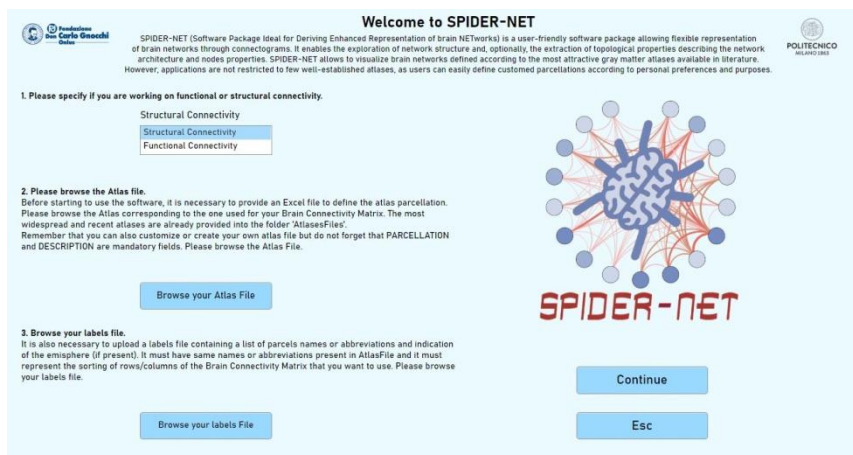 Fondazione
Don Carlo Gnocchi
Onlus
Welcome to SPIDER-NET
SPIDER-NET (Software Package Ideal for Deriving Enhanced Representation of brain NETworks) is a user-friendly software package allowing flexible representation
of brain networks through connectograms. It enables the exploration of network structure and, optionally, the extraction of topological properties describing the network
architecture and nodes properties. SPIDER-NET allows to visualize brain networks defined according to the most attractive gray matter atlases available in literature.
However, applications are not restricted to few well-established atlases, as users can easily define customed parcellations according to personal preferences and purposes.
POLITECNICO
MILANO 1863
1. Please specify if you are working on functional or structural connectivity.
Structural Connectivity
Structural Connectivity
Functional Connectivity
2. Please browse the Atlas file.
Before starting to use the software, it is necessary to provide an Excel file to define the atlas parcellation.
Please browse the Atlas corresponding to the one used for your Brain Connectivity Matrix. The most
widespread and recent atlases are already provided into the folder 'AtlasesFiles'.
Remember that you can also customize or create your own atlas file but do not forget that PARCELLATION
and DESCRIPTION are mandatory fields. Please browse the Atlas File.
Browse your Atlas File
SPIDER-NET
3. Browse your labels file.
It is also necessary to upload a labels file containing a list of parcels names or abbreviations and indication
of the emisphere (if present). It must have same names or abbreviations present in AtlasFile and it must
represent the sorting of rows/columns of the Brain Connectivity Matrix that you want to use. Please browse
your labels file.
Continue
Browse your labels File
Esc